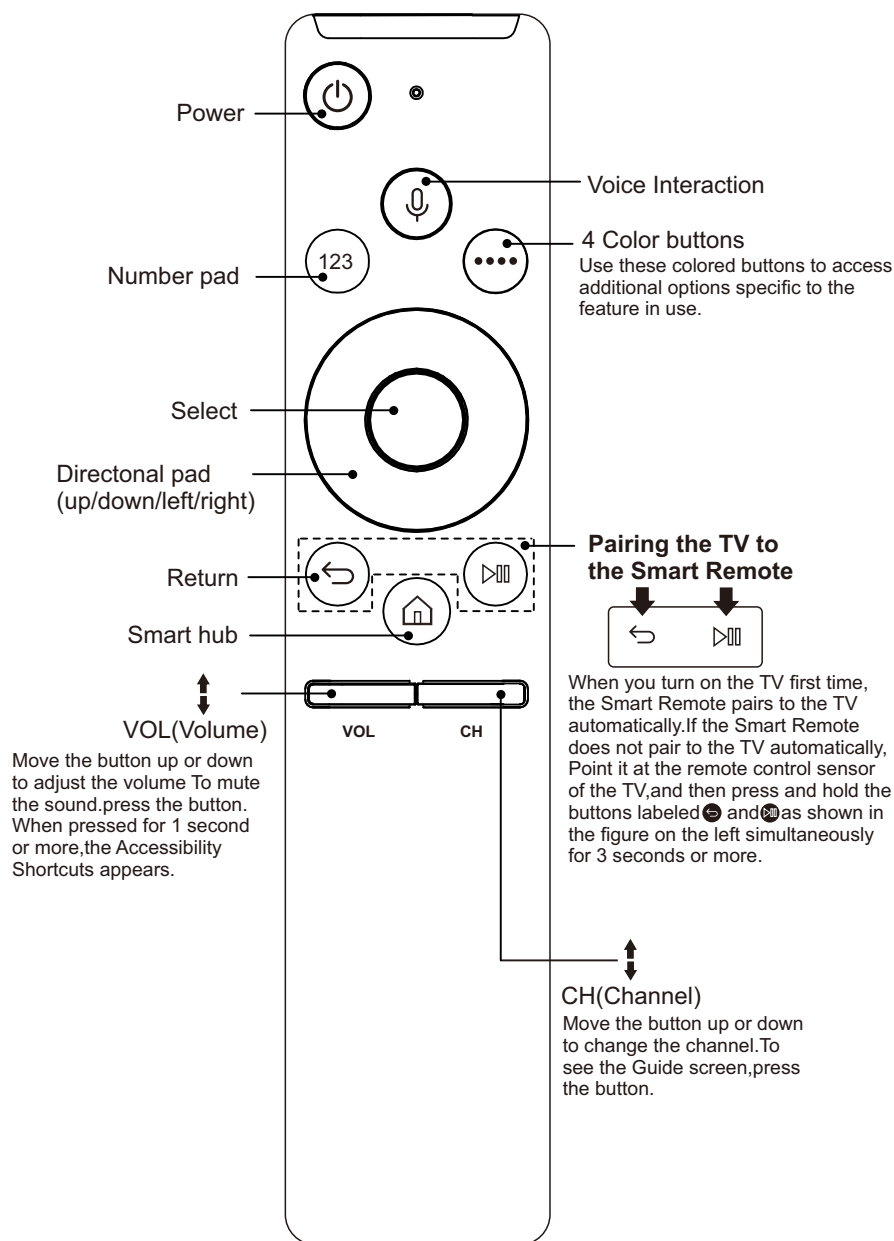 Power
Voice Interaction
4 Color buttons
Use these colored buttons to access
additional options specific to the
feature in use.
123
Number pad
Select
Directonal pad
(up/down/left/right)
Pairing the TV to
the Smart Remote
Return
Smart hub
When you turn on the TV first time,
the Smart Remote pairs to the TV
automatically.If the Smart Remote
does not pair to the TV automatically,
Point it at the remote control sensor
of the TV,and then press and hold the
buttons labeled and as shown in
the figure on the left simultaneously
for 3 seconds or more.
VOL
CH
VOL(Volume)
Move the button up or down
to adjust the volume To mute
the sound.press the button.
When pressed for 1 second
or more,the Accessibility
Shortcuts appears.
CH(Channel)
Move the button up or down
to change the channel.To
see the Guide screen,press
the button.